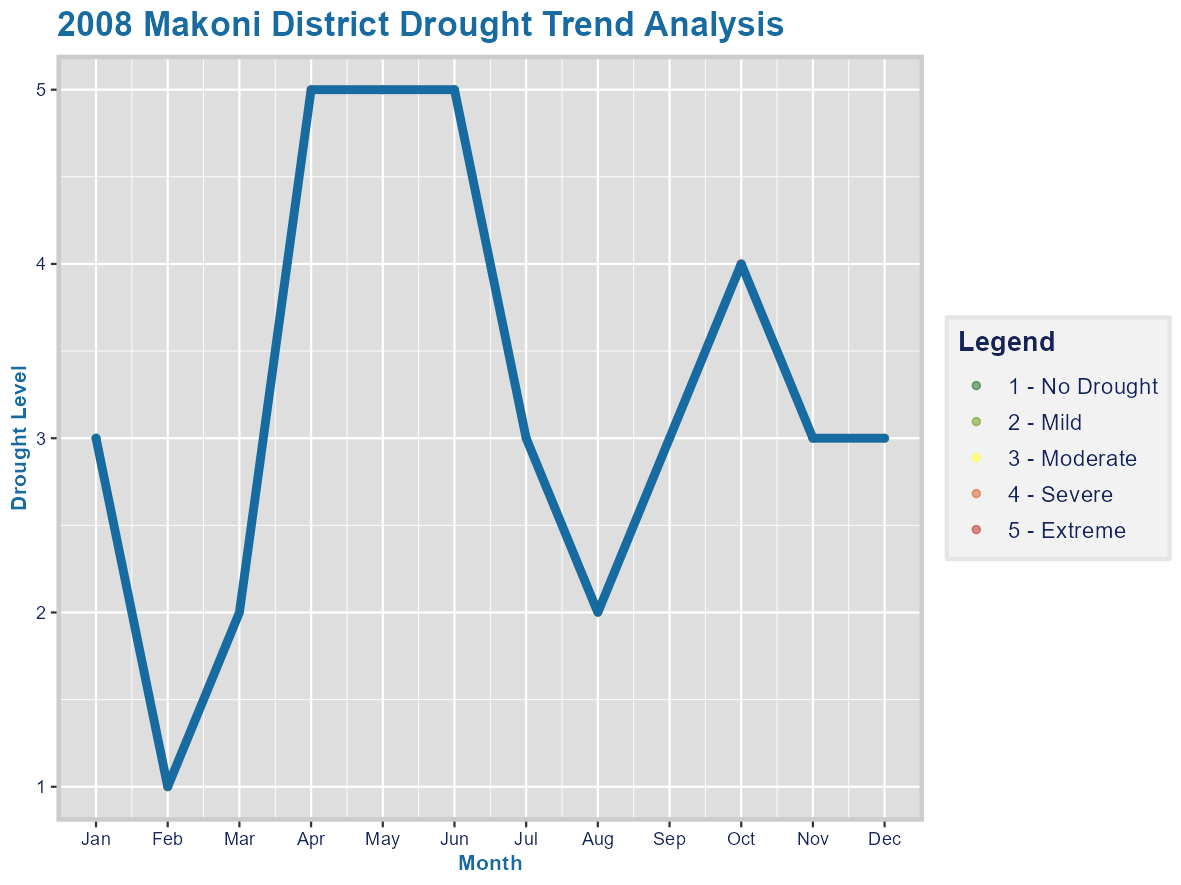 2008 Makoni District Drought Trend Analysis
5
4
3
2
1
Drought Level
Jan Feb Mar Apr May Jun Jul Aug Sep Oct Nov Dec
Month
Legend
1 - No Drought
2 - Mild
3 - Moderate
4 - Severe
5 - Extreme